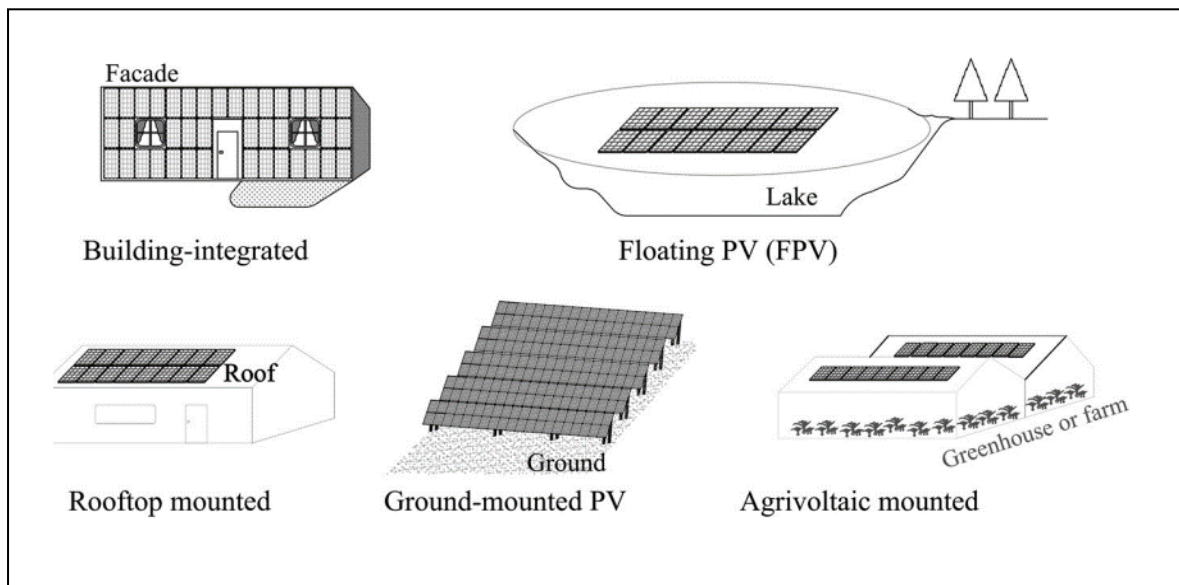 Facade
Lake
Building-integrated
Floating PV (FPV)
Roof
Ground
Greenhouse or farm
Rooftop mounted
Ground-mounted PV
Agrivoltaic mounted